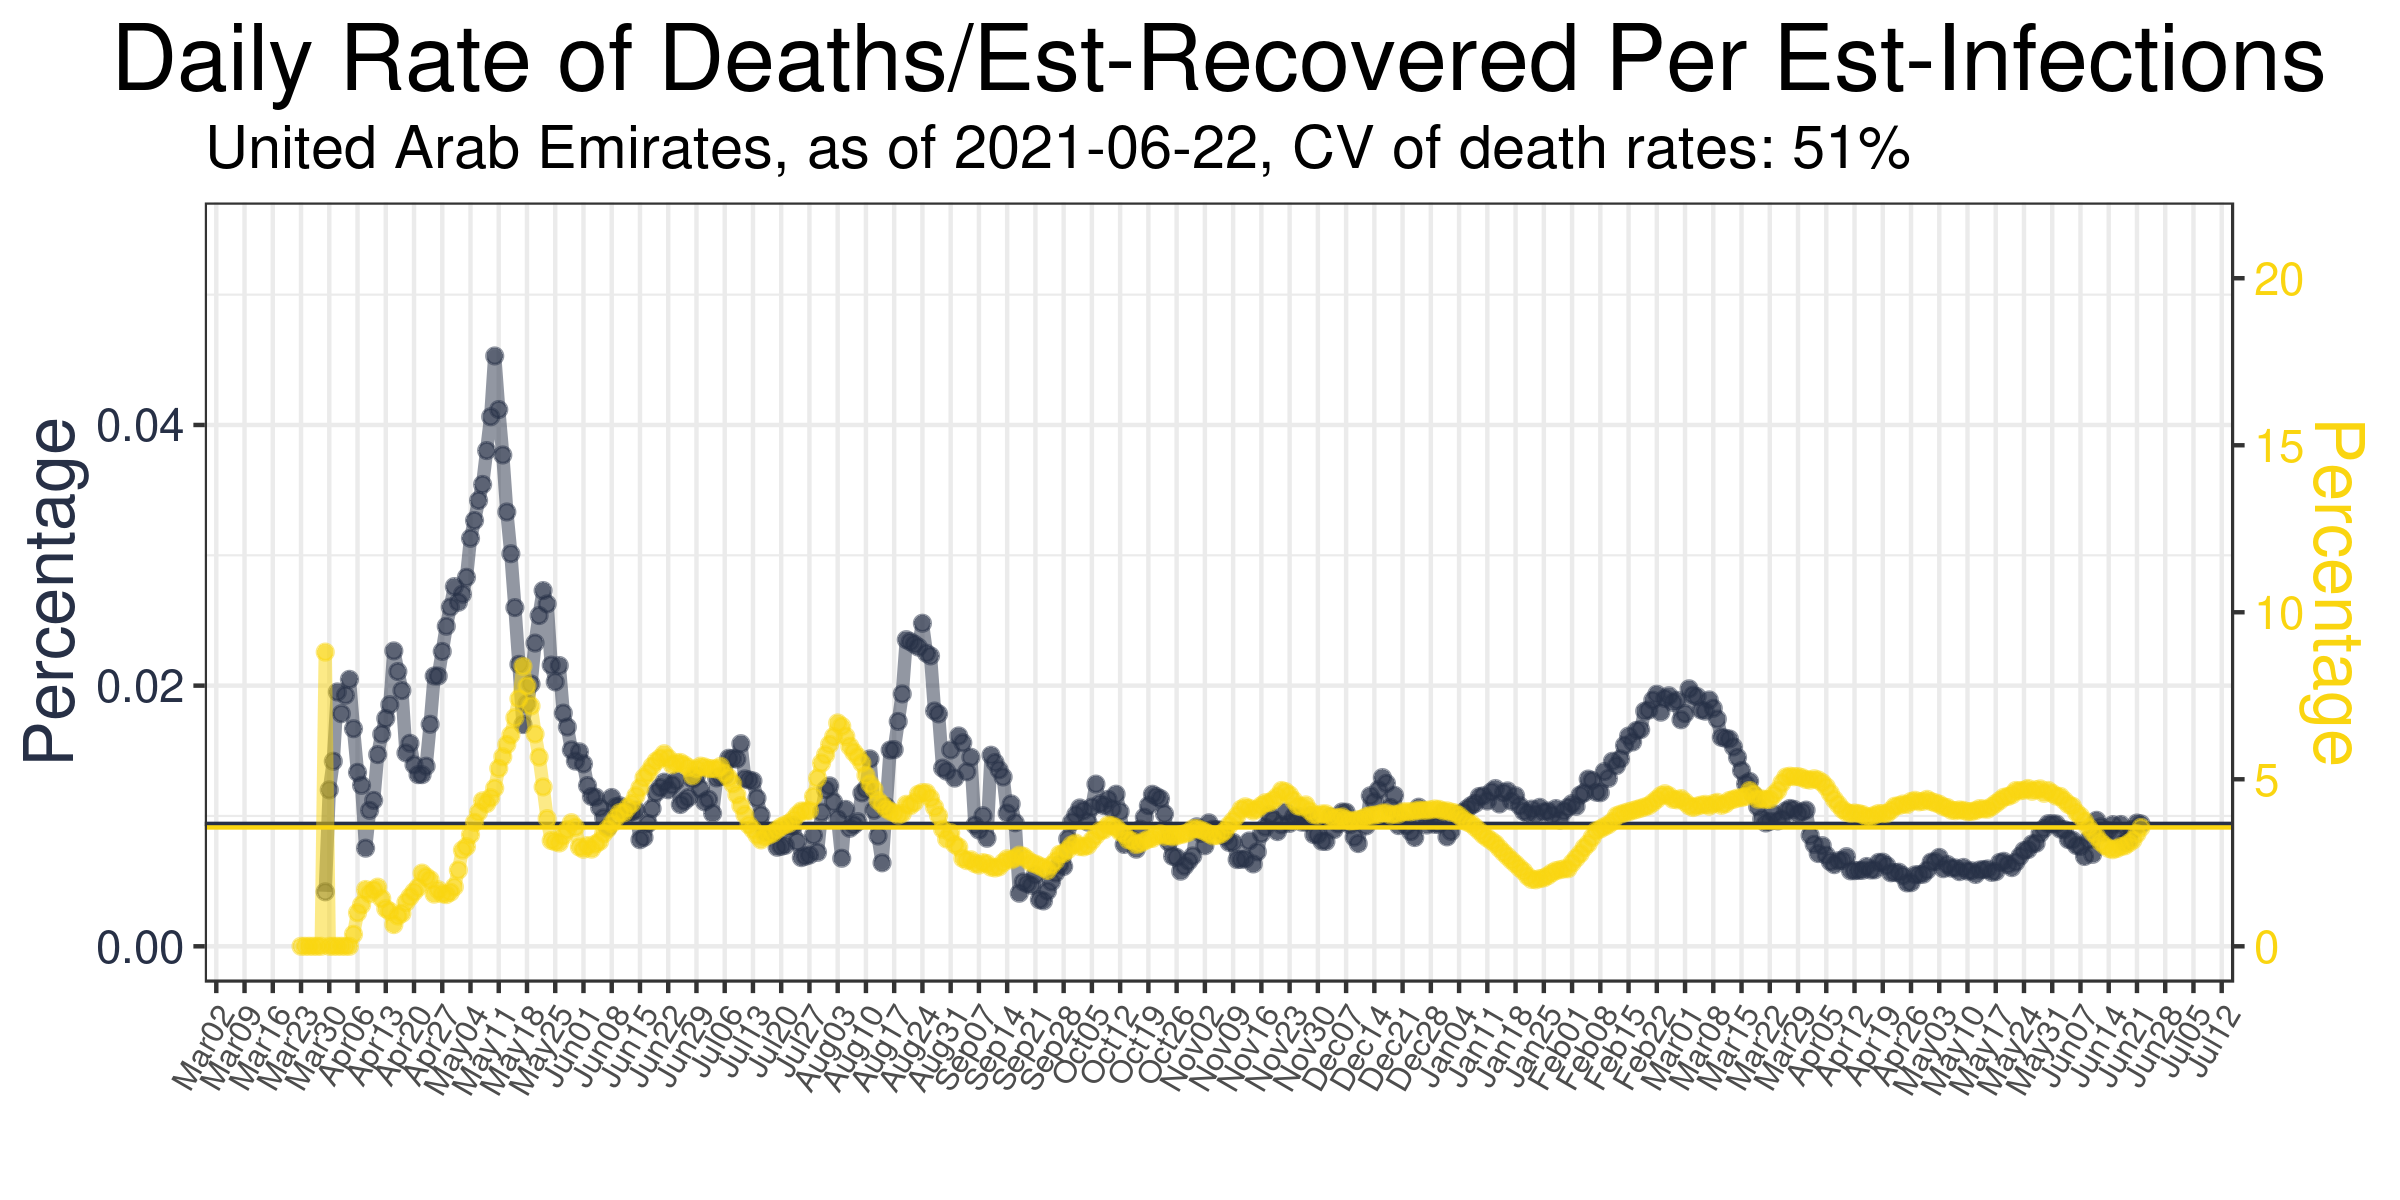 Daily Rate of Deaths/Est-Recovered Per Est-Infections
United Arab Emirates, as of 2021-06-22, CV of death rates: 51%
Percentage
0.04
0.02
0.00
20
15
10
5
0
Percentage
Mar02
Mar09
Mar16
Mar23
Mar30
Apr06
Apr13
Apr20
Apr27
May04
May11
May18
May25
Jun01
Jun08
Jun15
Jun22
Jun29
Jul06
Jul13
Jul20
Jul27
Aug03
Aug10
Aug17
Aug24
Aug31
Sep07
Sep14
Sep21
Sep28
Oct05
Oct12
Oct19
Oct26
Nov02
Nov09
Nov16
Nov23
Nov30
Dec07
Dec14
Dec21
Dec28
Jan04
Jan11
Jan18
Jan25
Feb01
Feb08
Feb15
Feb22
Mar01
Mar08
Mar15
Mar22
Mar29
Apr05
Apr12
Apr19
Apr26
May03
May10
May17
May24
May31
Jun07
Jun14
Jun21
Jun28
Jul05
Jul12